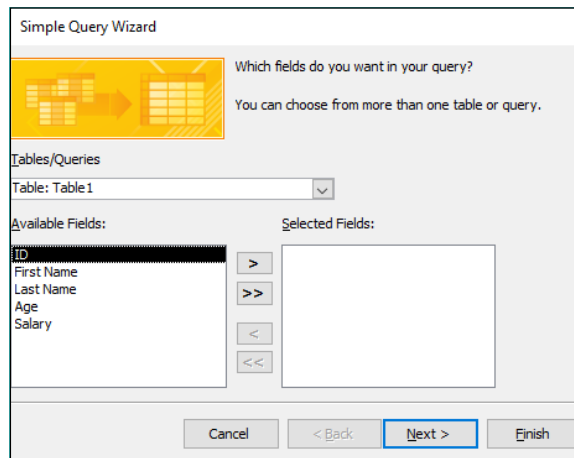 Simple Query Wizard
Which fields do you want in your query?
You can choose from more than one table or query.
Tables/Queries
Table: Table1
Available Fields:
Selected Fields:
ID
First Name
Last Name
Age
Salary
>
>>
<
<<
Cancel
< Back
Next >
Finish